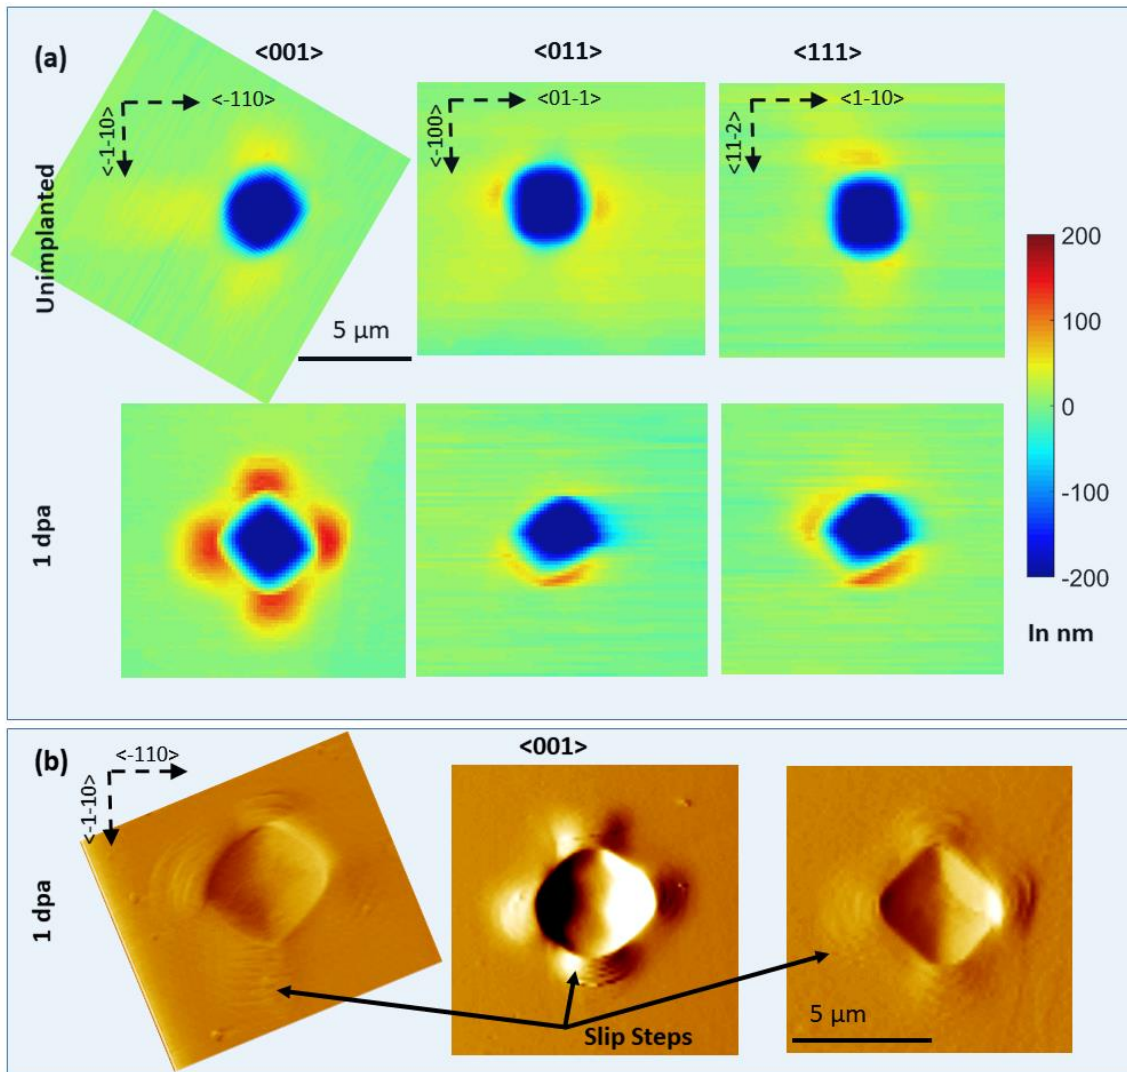 (a)
<001>
<011>
<111>
<-110>
<-1-10>
<01-1>
<-100>
<1-10>
<11-2>
Unimplanted
5 μm
200
100
0
-100
-200
In nm
1 dpa
(b)
<001>
<-110>
<-1-10>
1 dpa
Slip Steps
5 μm